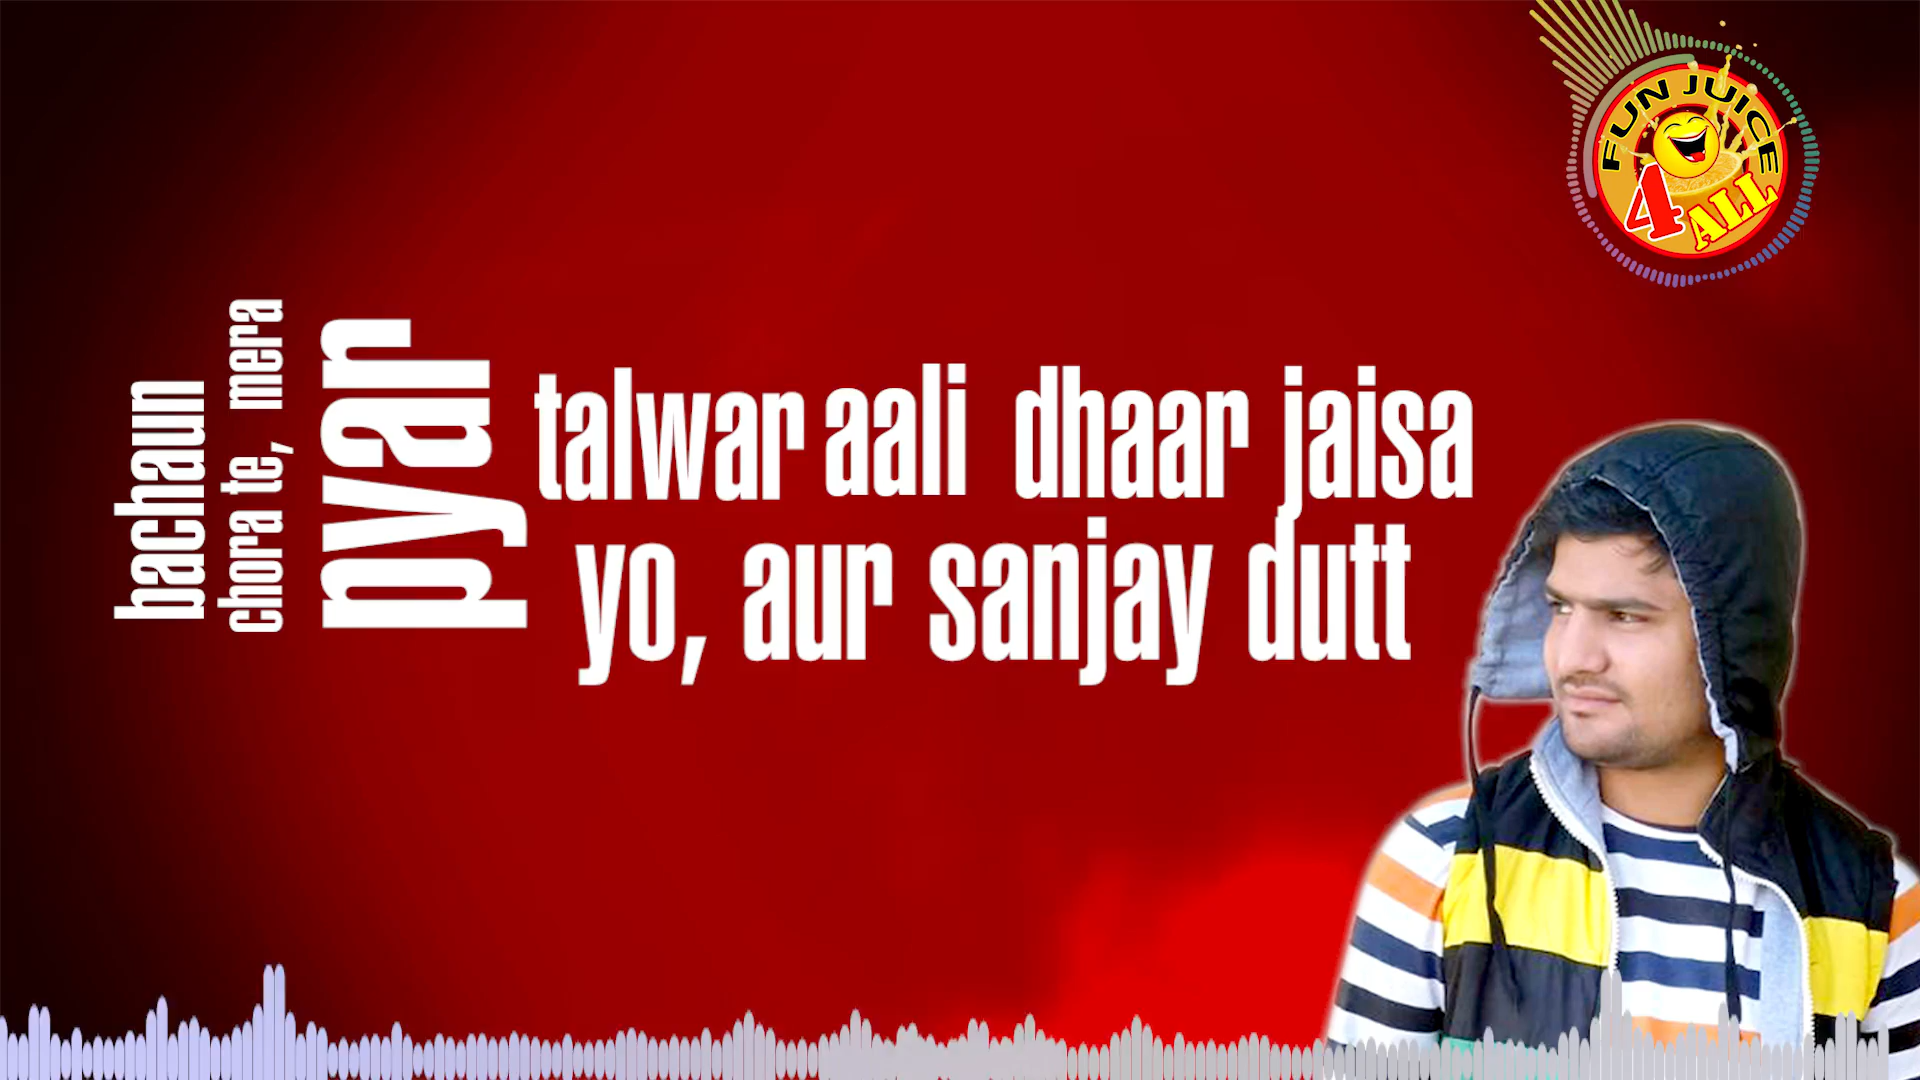 bachaun
chora te, mera
pyar
talwar aali dhaar jaisa
yo, aur sanjay dutt
FUN JUICE
4 ALL